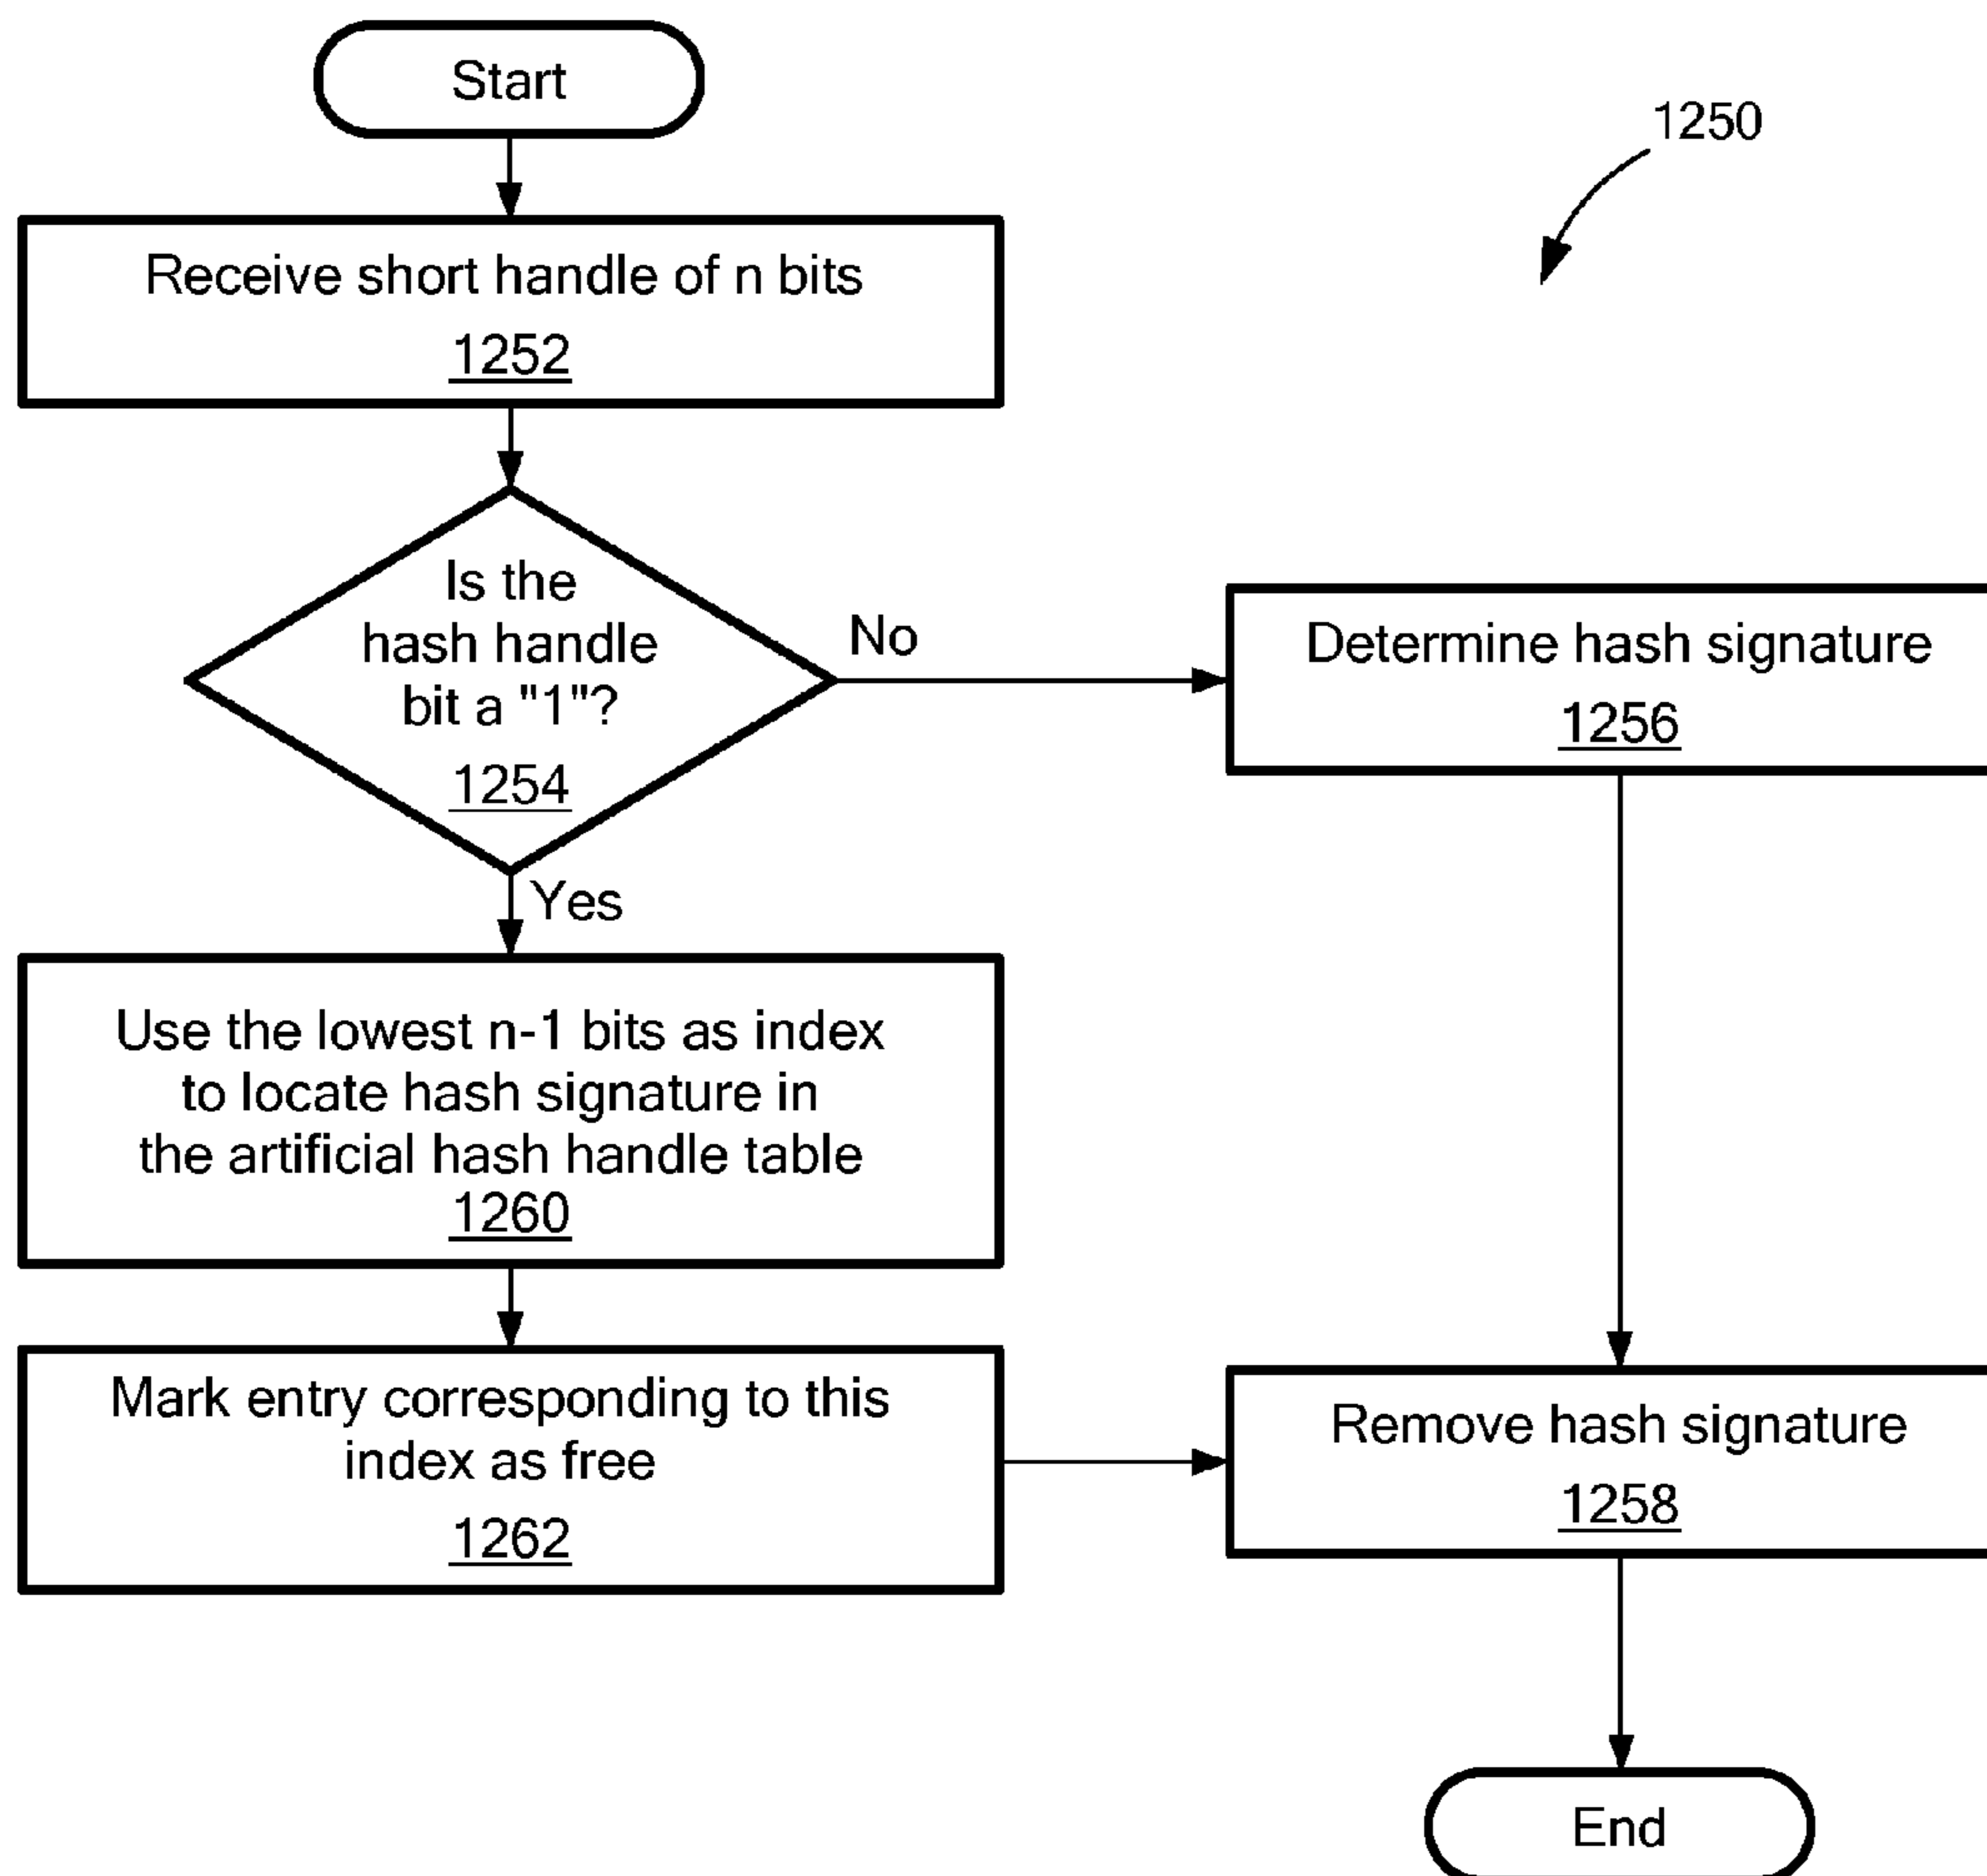 Start
1250
Receive short handle of n bits
1252
Is the
hash handle
bit a "1"?
1254
No
Yes
Determine hash signature
1256
Use the lowest n-1 bits as index
to locate hash signature in
the artificial hash handle table
1260
Mark entry corresponding to this
index as free
1262
Remove hash signature
1258
End